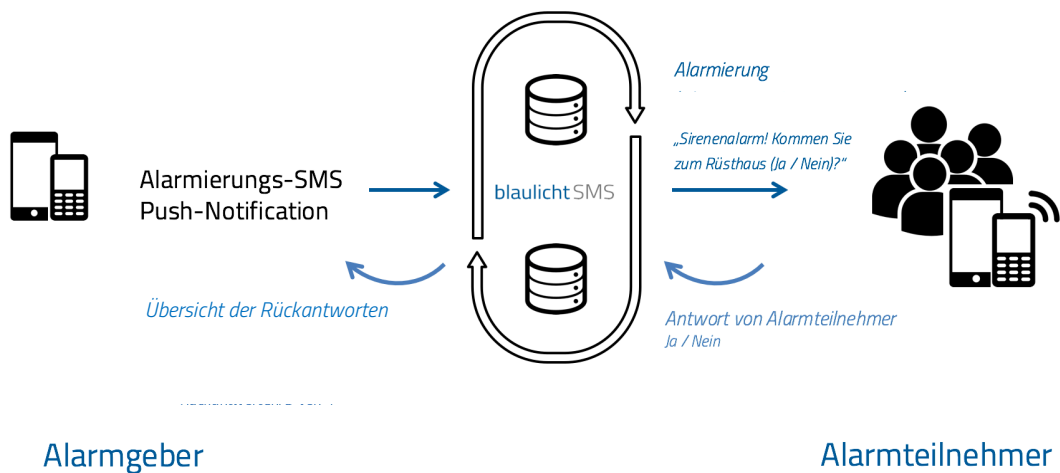 Alarmierung
„Sirenenalarm! Kommen Sie
zum Rüsthaus (Ja / Nein)?“
Alarmierungs-SMS
Push-Notification
blaulichtSMS
Übersicht der Rückantworten
Antwort von Alarmteilnehmer
Ja / Nein
Alarmgeber
Alarmteilnehmer